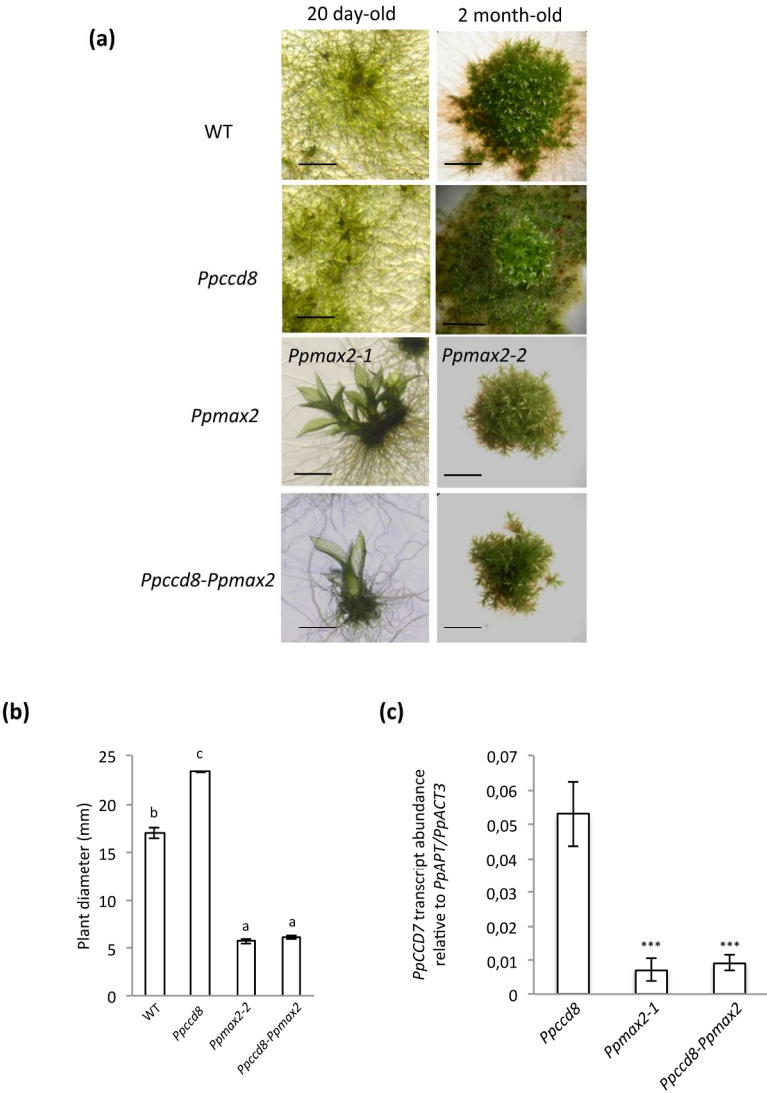 (a)
20 day-old
2 month-old
WT
Ppccd8
Ppmax2-1
Ppmax2-2
Ppmax2
Ppccd8-Ppmax2
(b)
Plant diameter (mm)
25
20
15
10
5
0
b
c
a
a
WT
Ppccd8
Ppmax2-2
Ppccd8-Ppmax2
(c)
PpCCD7 transcript abundance
relative to PpAPT/PpACT3
0,07
0,06
0,05
0,04
0,03
0,02
0,01
0
***
***
Ppccd8
Ppmax2-1
Ppccd8-Ppmax2